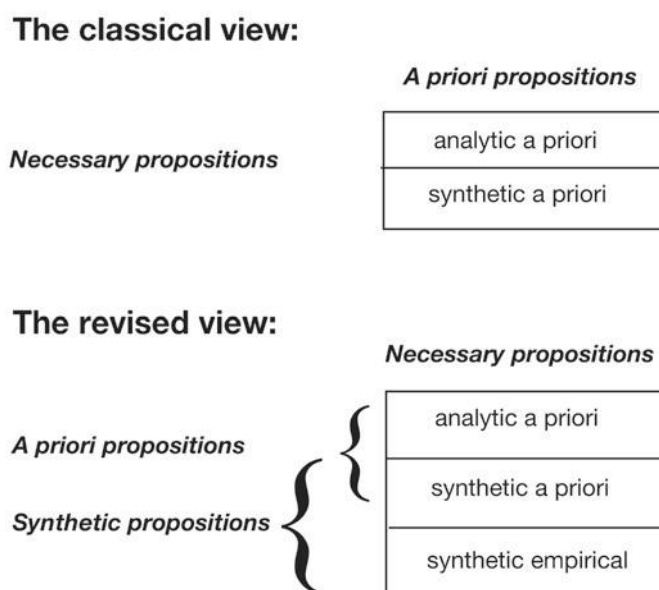 The classical view:
A priori propositions
Necessary propositions
analytic a priori
synthetic a priori
The revised view:
Necessary propositions
A priori propositions
analytic a priori
Synthetic propositions
synthetic a priori
synthetic empirical